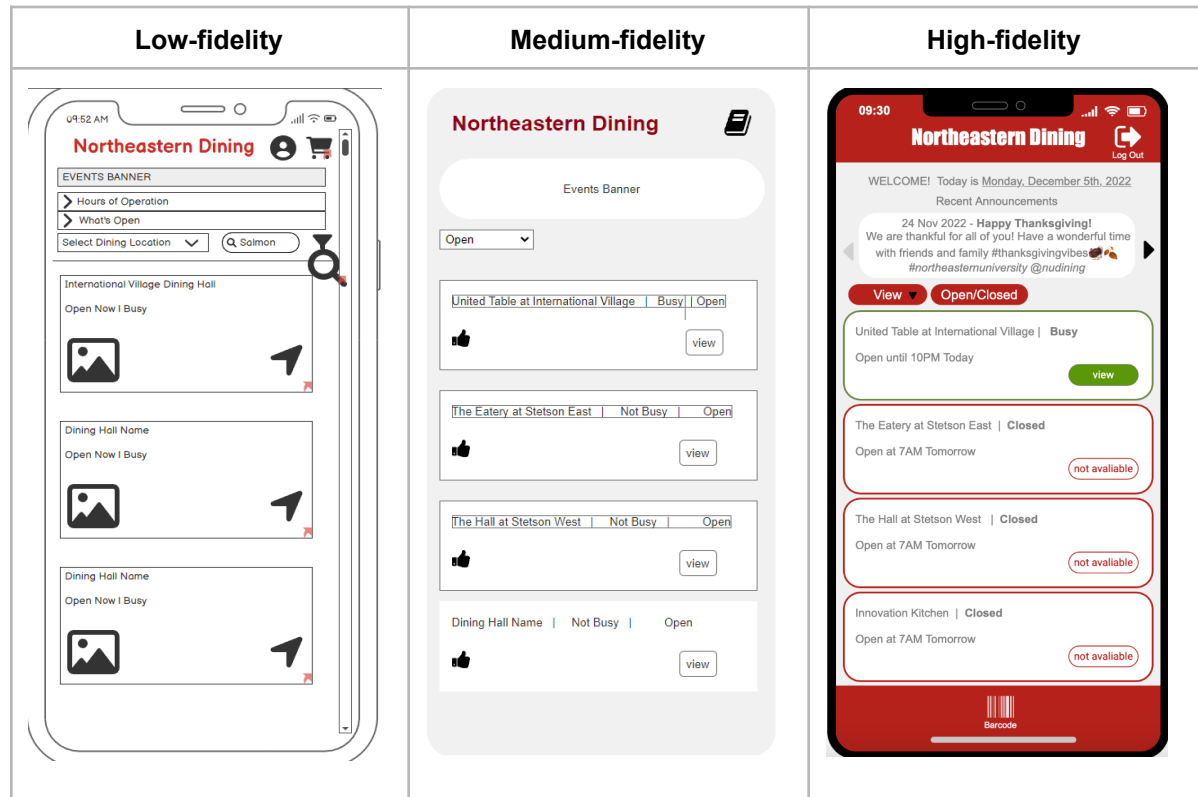 Low-fidelity
Medium-fidelity
High-fidelity
09:52 AM
Northeastern Dining
EVENTS BANNER
Hours of Operation
What's Open
Select Dining Location
Salmon
International Village Dining Hall
Open Now I Busy
Dining Hall Name
Open Now I Busy
Dining Hall Name
Open Now I Busy
Northeastern Dining
Events Banner
Open
United Table at International Village | Busy | Open
view
The Eatery at Stetson East | Not Busy | Open
view
The Hall at Stetson West | Not Busy | Open
view
Dining Hall Name | Not Busy | Open
view
09:30
Northeastern Dining
Log Out
WELCOME! Today is Monday, December 5th, 2022
Recent Announcements
24 Nov 2022 - Happy Thanksgiving!
We are thankful for all of you! Have a wonderful time
with friends and family #thanksgivingvibes🦃🍂
#northeasternuniversity @nudining
View ▼ Open/Closed
United Table at International Village | Busy
Open until 10PM Today
view
The Eatery at Stetson East | Closed
Open at 7AM Tomorrow
not avaliable
The Hall at Stetson West | Closed
Open at 7AM Tomorrow
not avaliable
Innovation Kitchen | Closed
Open at 7AM Tomorrow
not avaliable
Barcode